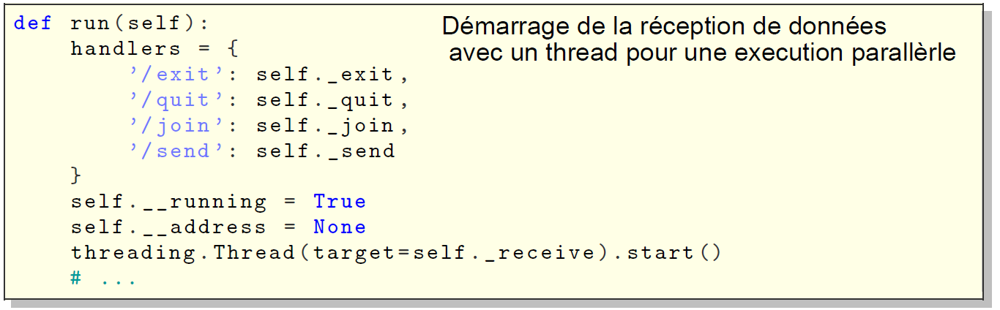 def run(self):
Démarrage de la réception de données
avec un thread pour une execution parallèrle
    handlers = {
        '/exit': self._exit,
        '/quit': self._quit,
        '/join': self._join,
        '/send': self._send
    }
    self.__running = True
    self.__address = None
    threading.Thread(target=self._receive).start()
    # ...